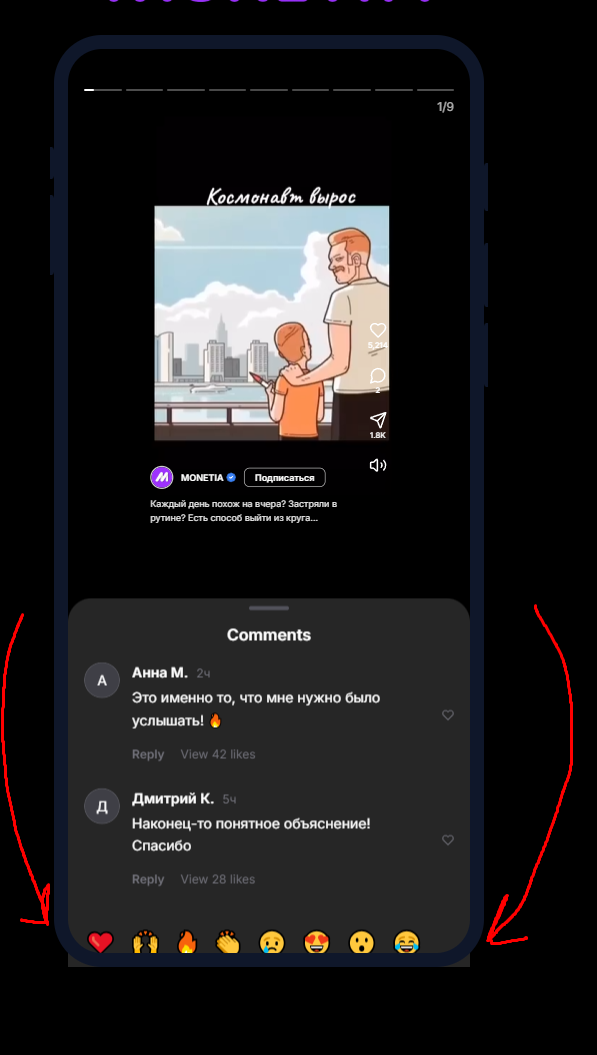 1/9
Космонавт вырос
5,214
2
1.8K
MONETIA
Подписаться
Каждый день похож на вчера? Застряли в
рутине? Есть способ выйти из круга...
Comments
А
Анна М. 2ч
Это именно то, что мне нужно было
услышать! 🔥
Reply View 42 likes
Д
Дмитрий К. 5ч
Наконец-то понятное объяснение!
Спасибо
Reply View 28 likes